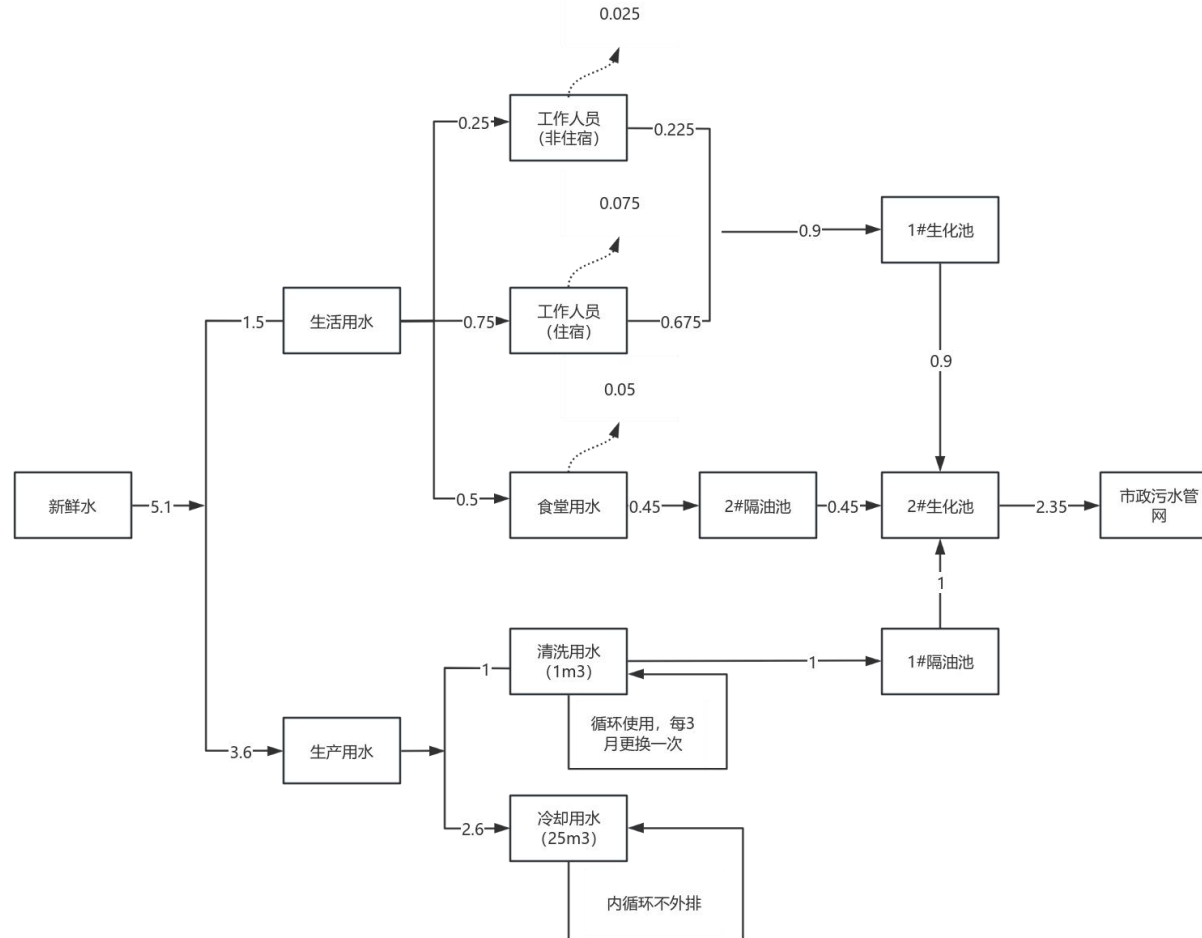 0.025
工作人员
（非住宿）
0.25
0.225
0.075
0.9
1#生化池
工作人员
（住宿）
1.5
生活用水
0.75
0.675
0.9
0.05
新鲜水
5.1
0.5
食堂用水
0.45
2#隔油池
0.45
2#生化池
2.35
市政污水管
网
1
清洗用水
（1m3）
1
1
1#隔油池
循环使用，每3
月更换一次
3.6
生产用水
2.6
冷却用水
（25m3）
内循环不外排